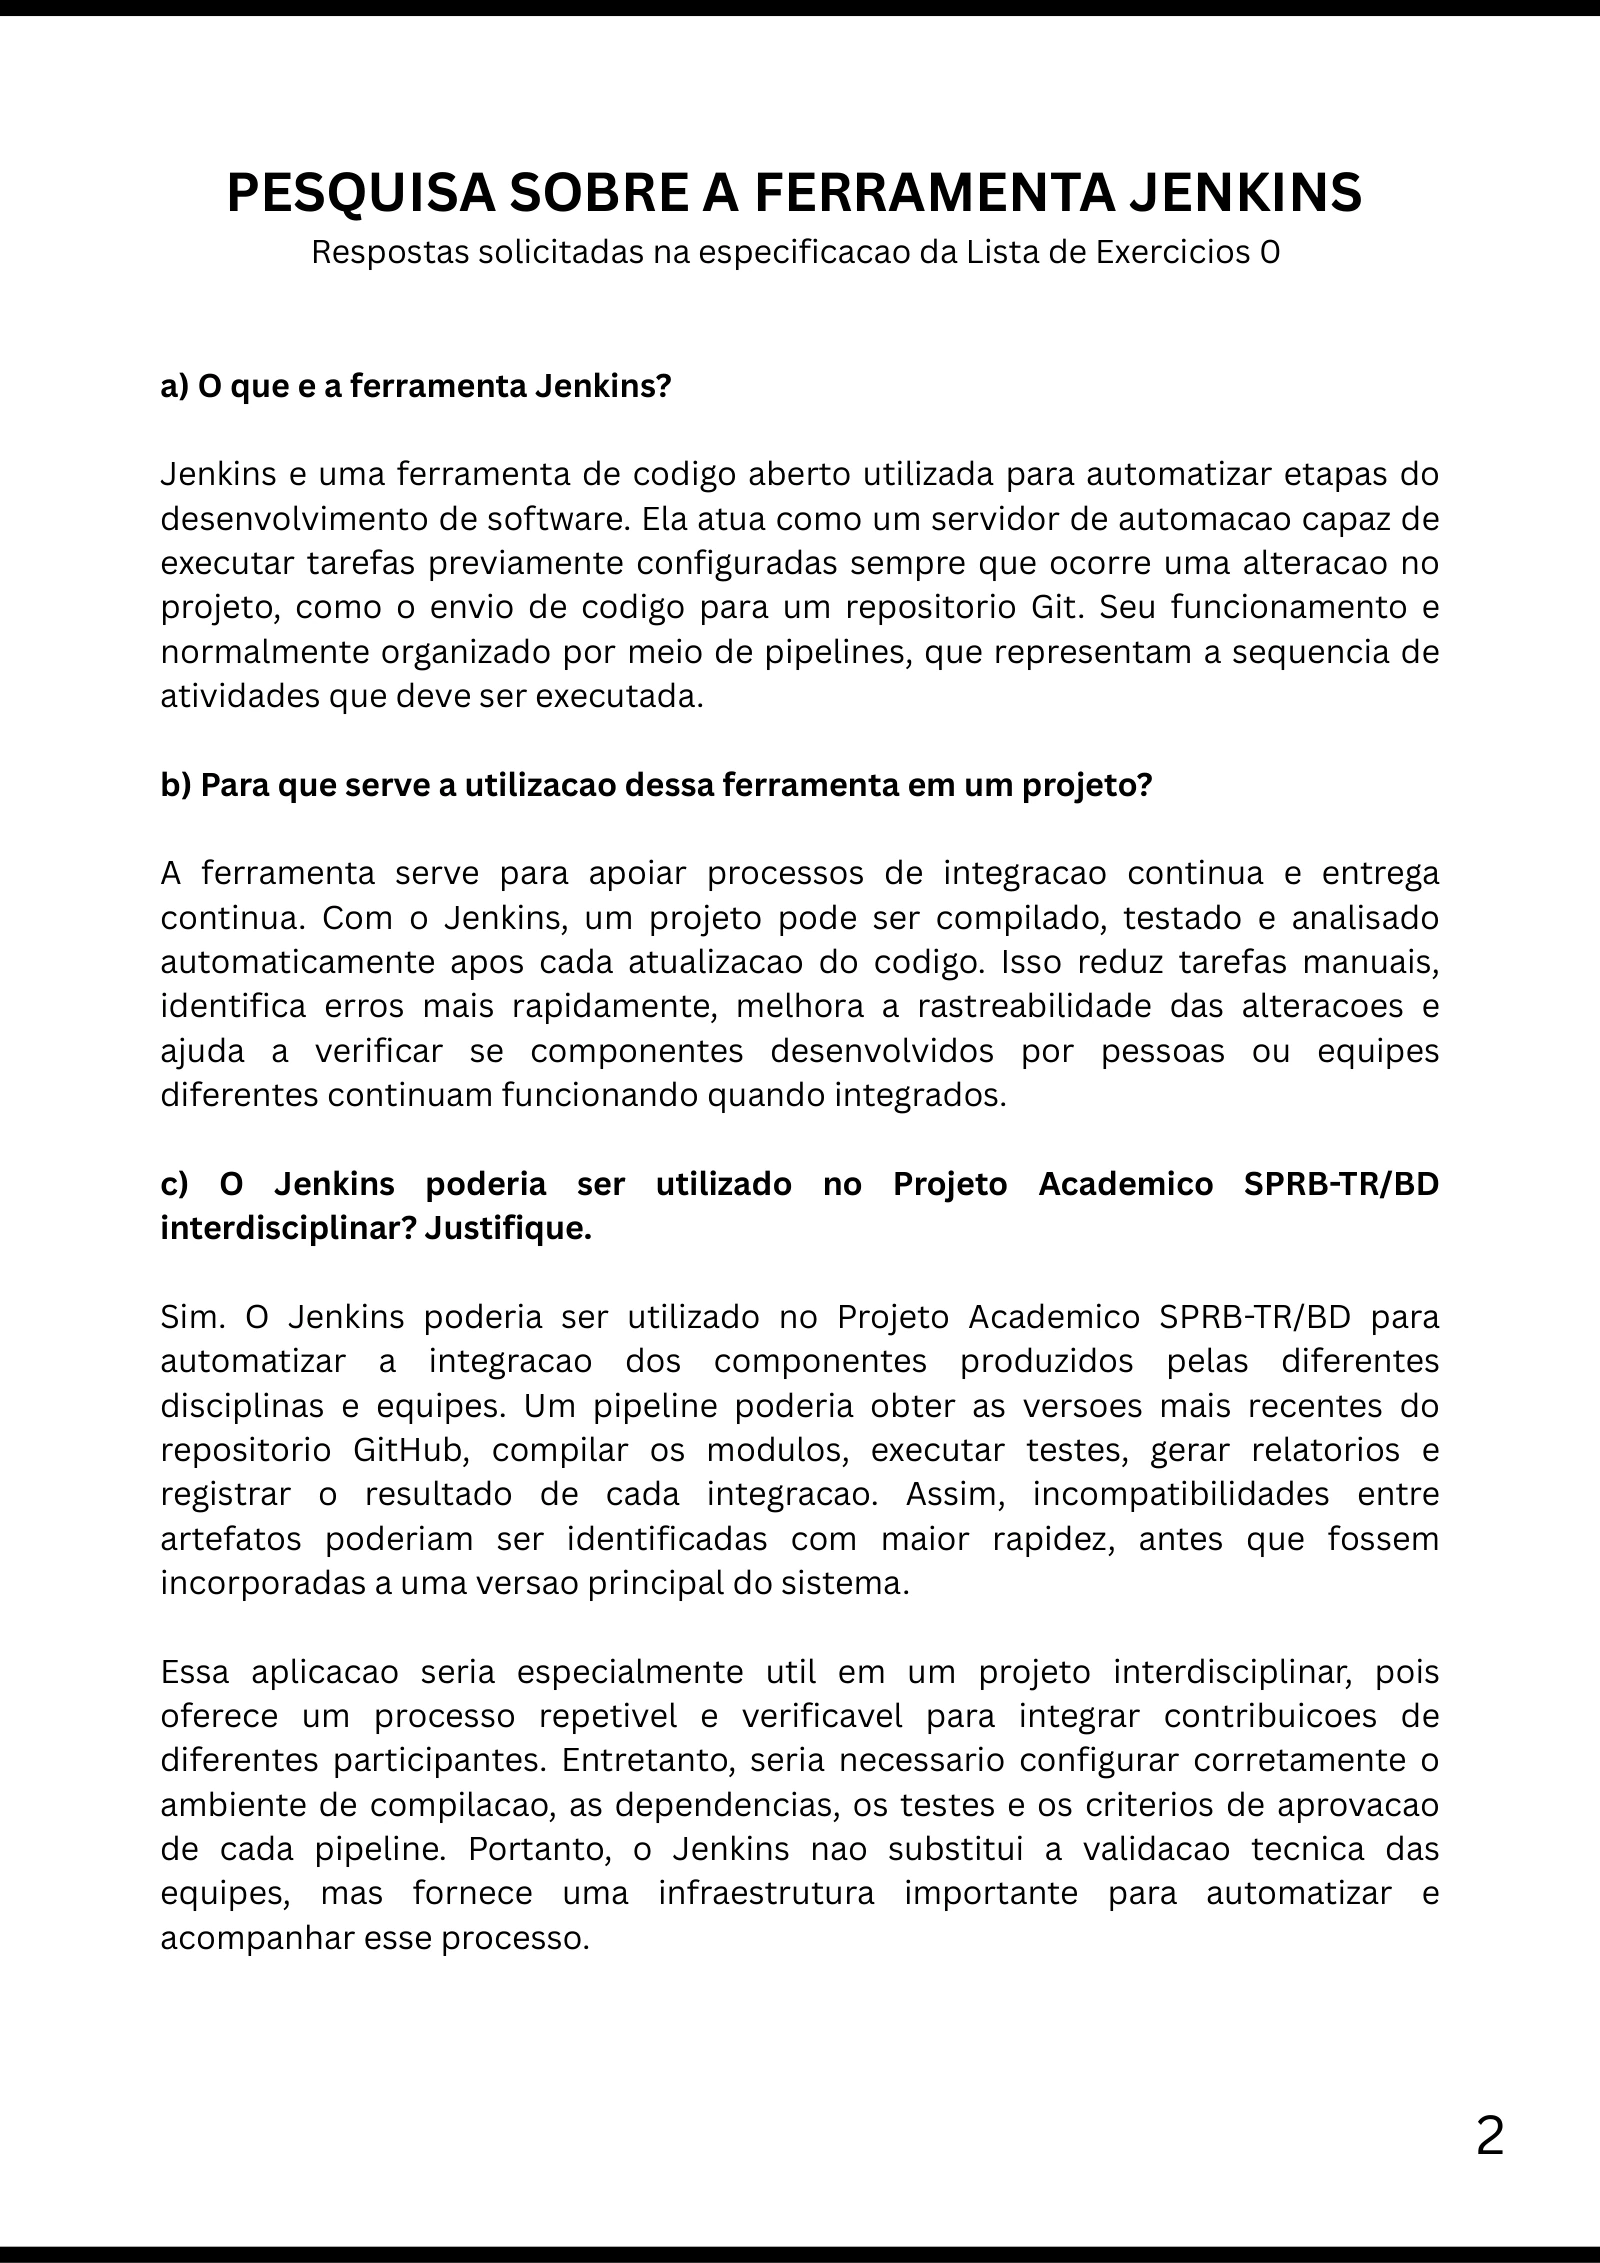 PESQUISA SOBRE A FERRAMENTA JENKINS
Respostas solicitadas na especificacao da Lista de Exercicios 0
a) O que e a ferramenta Jenkins?
Jenkins e uma ferramenta de codigo aberto utilizada para automatizar etapas do
desenvolvimento de software. Ela atua como um servidor de automacao capaz de
executar tarefas previamente configuradas sempre que ocorre uma alteracao no
projeto, como o envio de codigo para um repositorio Git. Seu funcionamento e
normalmente organizado por meio de pipelines, que representam a sequencia de
atividades que deve ser executada.
b) Para que serve a utilizacao dessa ferramenta em um projeto?
A ferramenta serve para apoiar processos de integracao continua e entrega
continua. Com o Jenkins, um projeto pode ser compilado, testado e analisado
automaticamente apos cada atualizacao do codigo. Isso reduz tarefas manuais,
identifica erros mais rapidamente, melhora a rastreabilidade das alteracoes e
ajuda a verificar se componentes desenvolvidos por pessoas ou equipes
diferentes continuam funcionando quando integrados.
c) O Jenkins poderia ser utilizado no Projeto Academico SPRB-TR/BD
interdisciplinar? Justifique.
Sim. O Jenkins poderia ser utilizado no Projeto Academico SPRB-TR/BD para
automatizar a integracao dos componentes produzidos pelas diferentes
disciplinas e equipes. Um pipeline poderia obter as versoes mais recentes do
repositorio GitHub, compilar os modulos, executar testes, gerar relatorios e
registrar o resultado de cada integracao. Assim, incompatibilidades entre
artefatos poderiam ser identificadas com maior rapidez, antes que fossem
incorporadas a uma versao principal do sistema.
Essa aplicacao seria especialmente util em um projeto interdisciplinar, pois
oferece um processo repetivel e verificavel para integrar contribuicoes de
diferentes participantes. Entretanto, seria necessario configurar corretamente o
ambiente de compilacao, as dependencias, os testes e os criterios de aprovacao
de cada pipeline. Portanto, o Jenkins nao substitui a validacao tecnica das
equipes, mas fornece uma infraestrutura importante para automatizar e
acompanhar esse processo.
2